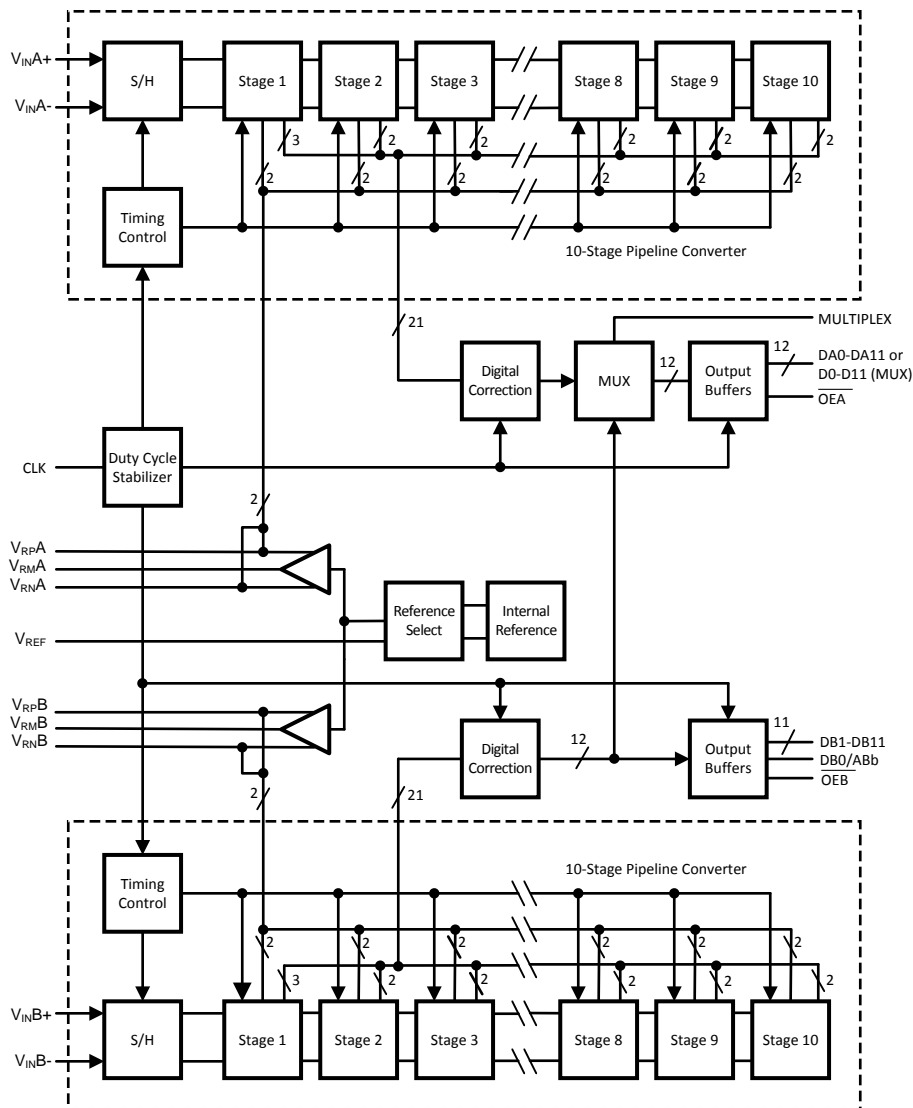 VINA+
VINA-
S/H
Stage 1
Stage 2
Stage 3
Stage 8
Stage 9
Stage 10
3
2
2
2
2
2
2
2
2
2
2
2
Timing
Control
10-Stage Pipeline Converter
21
MULTIPLEX
Digital
Correction
MUX
12
Output
Buffers
12
DA0-DA11 or
D0-D11 (MUX)
OEA
CLK
Duty Cycle
Stabilizer
2
VRPA
VRMA
VRNA
VREF
Reference
Select
Internal
Reference
VRPB
VRMB
VRNB
2
Digital
Correction
12
21
Output
Buffers
11
DB1-DB11
DB0/ABb
OEB
Timing
Control
10-Stage Pipeline Converter
2
2
2
2
2
2
3
2
2
2
2
2
VINB+
VINB-
S/H
Stage 1
Stage 2
Stage 3
Stage 8
Stage 9
Stage 10